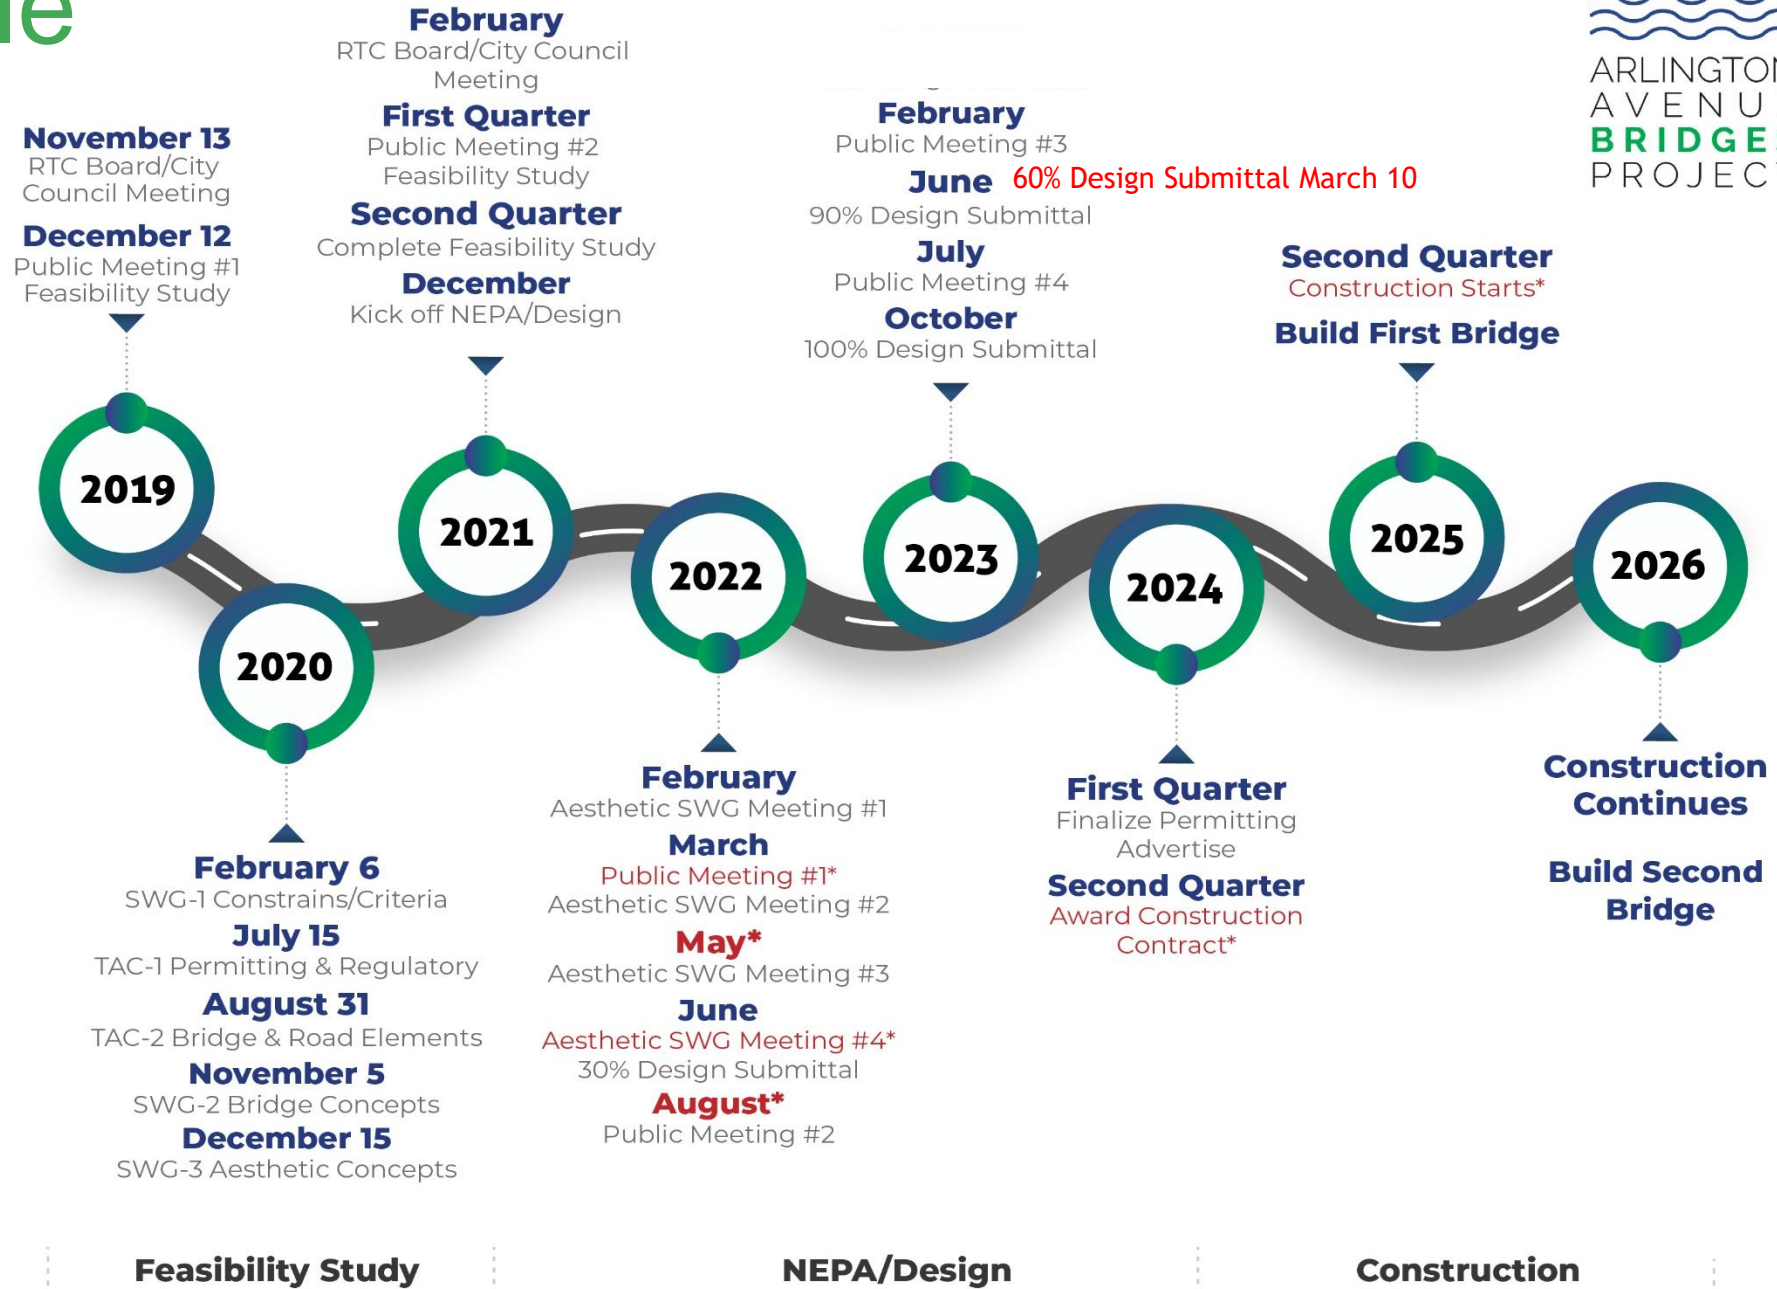 November 13
RTC Board/City
Council Meeting
December 12
Public Meeting #1
Feasibility Study
February
RTC Board/City Council
Meeting
First Quarter
Public Meeting #2
Feasibility Study
Second Quarter
Complete Feasibility Study
December
Kick off NEPA/Design
February
Public Meeting #3
June 60% Design Submittal March 10
90% Design Submittal
July
Public Meeting #4
October
100% Design Submittal
Second Quarter
Construction Starts*
Build First Bridge
ARLINGTON
AVENU
BRIDGE
PROJEC
2019
2020
2021
2022
2023
2024
2025
2026
February 6
SWG-1 Constrains/Criteria
July 15
TAC-1 Permitting & Regulatory
August 31
TAC-2 Bridge & Road Elements
November 5
SWG-2 Bridge Concepts
December 15
SWG-3 Aesthetic Concepts
February
Aesthetic SWG Meeting #1
March
Public Meeting #1*
Aesthetic SWG Meeting #2
May*
Aesthetic SWG Meeting #3
June
Aesthetic SWG Meeting #4*
30% Design Submittal
August*
Public Meeting #2
First Quarter
Finalize Permitting
Advertise
Second Quarter
Award Construction
Contract*
Construction
Continues
Build Second
Bridge
Feasibility Study
NEPA/Design
Construction